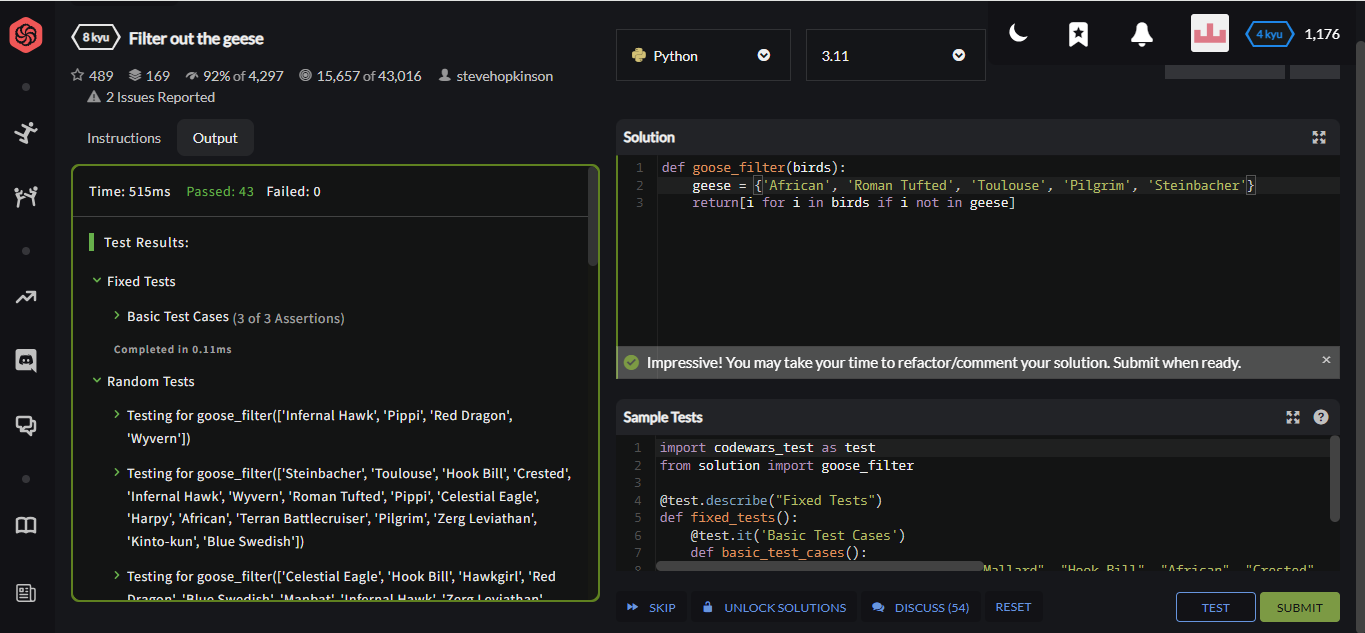 8 kyu Filter out the geese
489 169 92% of 4,297 15,657 of 43,016 stevehopkinson
2 Issues Reported
Python
3.11
4 kyu 1,176
Instructions Output
Time: 515ms Passed: 43 Failed: 0
Test Results:
Fixed Tests
Basic Test Cases (3 of 3 Assertions)
Completed in 0.11ms
Random Tests
Testing for goose_filter(['Infernal Hawk', 'Pippi', 'Red Dragon',
'Wyvern'])
Testing for goose_filter(['Steinbacher', 'Toulouse', 'Hook Bill', 'Crested',
'Infernal Hawk', 'Wyvern', 'Roman Tufted', 'Pippi', 'Celestial Eagle',
'Harpy', 'African', 'Terran Battlecruiser', 'Pilgrim', 'Zerg Leviathan',
'Kinto-kun', 'Blue Swedish'])
Testing for goose_filter(['Celestial Eagle', 'Hook Bill', 'Hawkgirl', 'Red
Dragon', 'Blue Swedish', 'Manbat', 'Infernal Hawk', 'Zerg Leviathan',
Solution
1 def goose_filter(birds):
2 geese = {'African', 'Roman Tufted', 'Toulouse', 'Pilgrim', 'Steinbacher'}
3 return[i for i in birds if i not in geese]
Impressive! You may take your time to refactor/comment your solution. Submit when ready.
Sample Tests
1 import codewars_test as test
2 from solution import goose_filter
3
4 @test.describe("Fixed Tests")
5 def fixed_tests():
6 @test.it('Basic Test Cases')
7 def basic_test_cases():
8 Mallard", "Hook Bill", "African", "Crested",
SKIP UNLOCK SOLUTIONS DISCUSS (54) RESET TEST SUBMIT